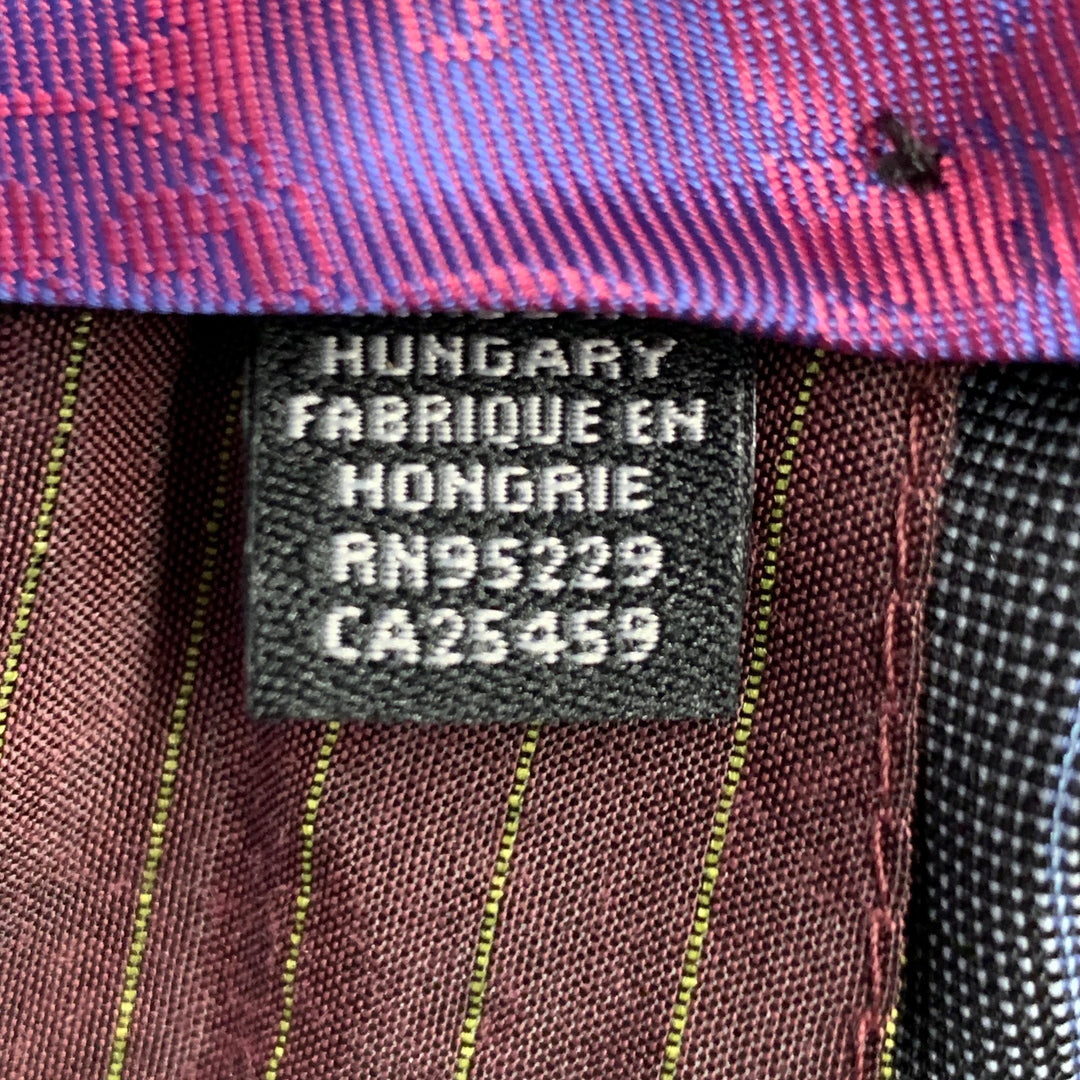 HUNGARY
FABRIQUE EN
HONGRIE
RN95229
CA25459